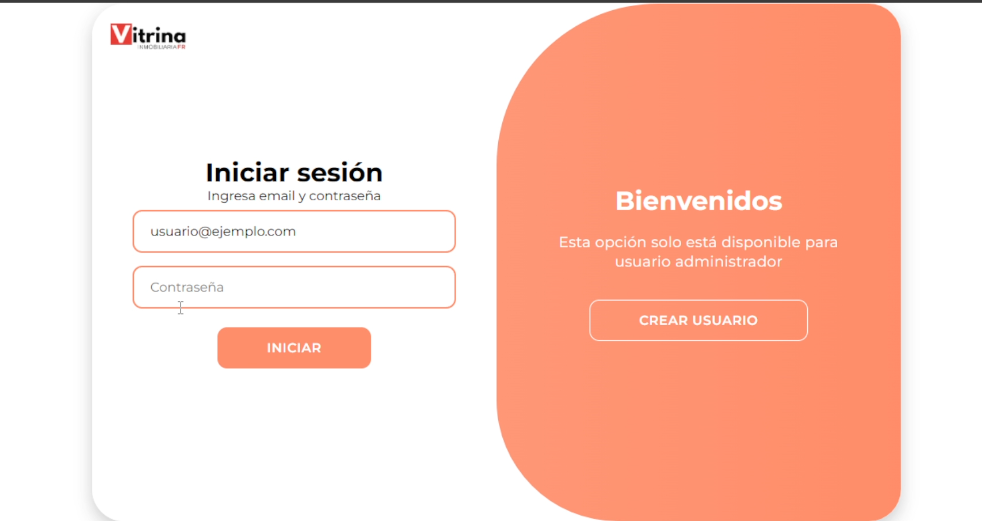 Vitrina
INMOBILIARIA FR
Iniciar sesión
Ingresa email y contraseña
usuario@ejemplo.com
Contraseña
INICIAR
Bienvenidos
Esta opción solo está disponible para
usuario administrador
CREAR USUARIO